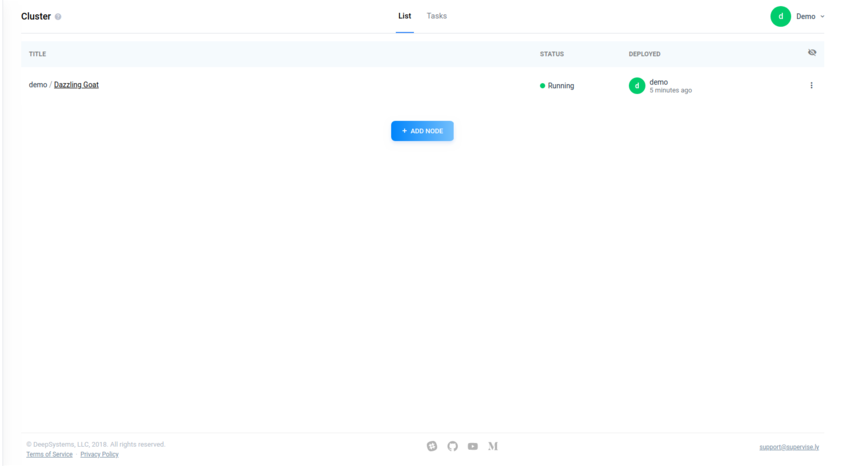 Cluster ?
List Tasks
d Demo
TITLE STATUS DEPLOYED
demo / Dazzling Goat
Running
d demo
5 minutes ago
+ ADD NODE
© DeepSystems, LLC, 2018. All rights reserved.
Terms of Service Privacy Policy
M
support@supervise.ly